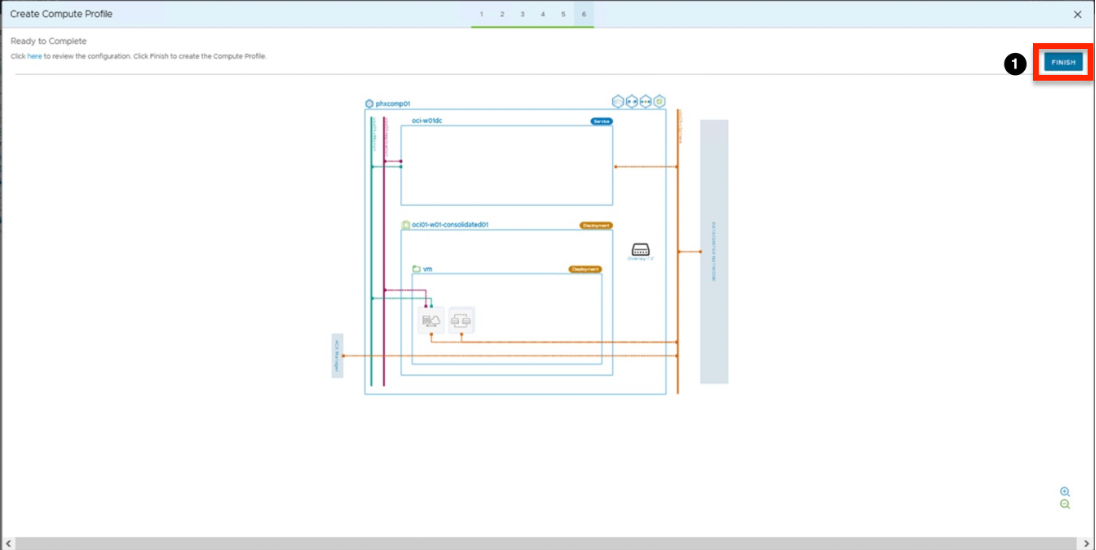 Create Compute Profile
1 2 3 4 5 6
Ready to Complete
Click here to review the configuration. Click Finish to create the Compute Profile.
1
FINISH
phxcomp01
oci-w01dc
Service
oci01-w01-consolidated01
Deployment
vm
Deployment